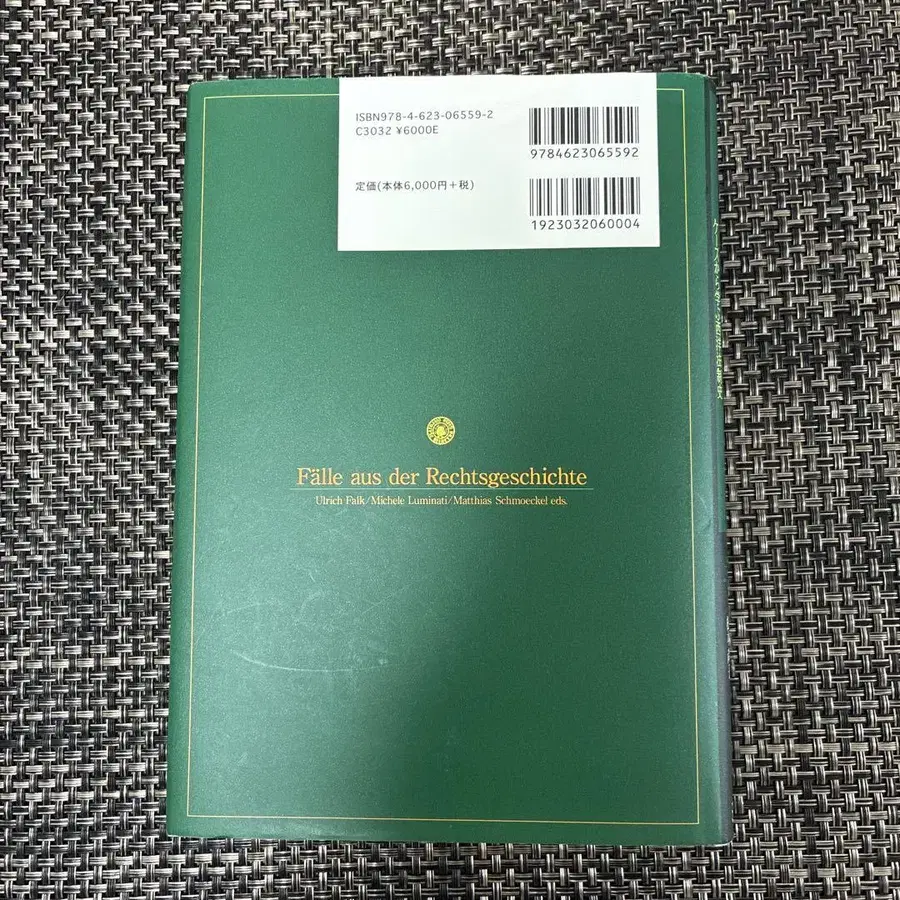 ISBN978-4-623-06559-2
C3032 ¥6000E
9784623065592
定価(本体6,000円+税)
1923032060004
Fälle aus der Rechtsgeschichte
Ulrich Falk/Michele Luminati/Matthias Schmoeckel eds.